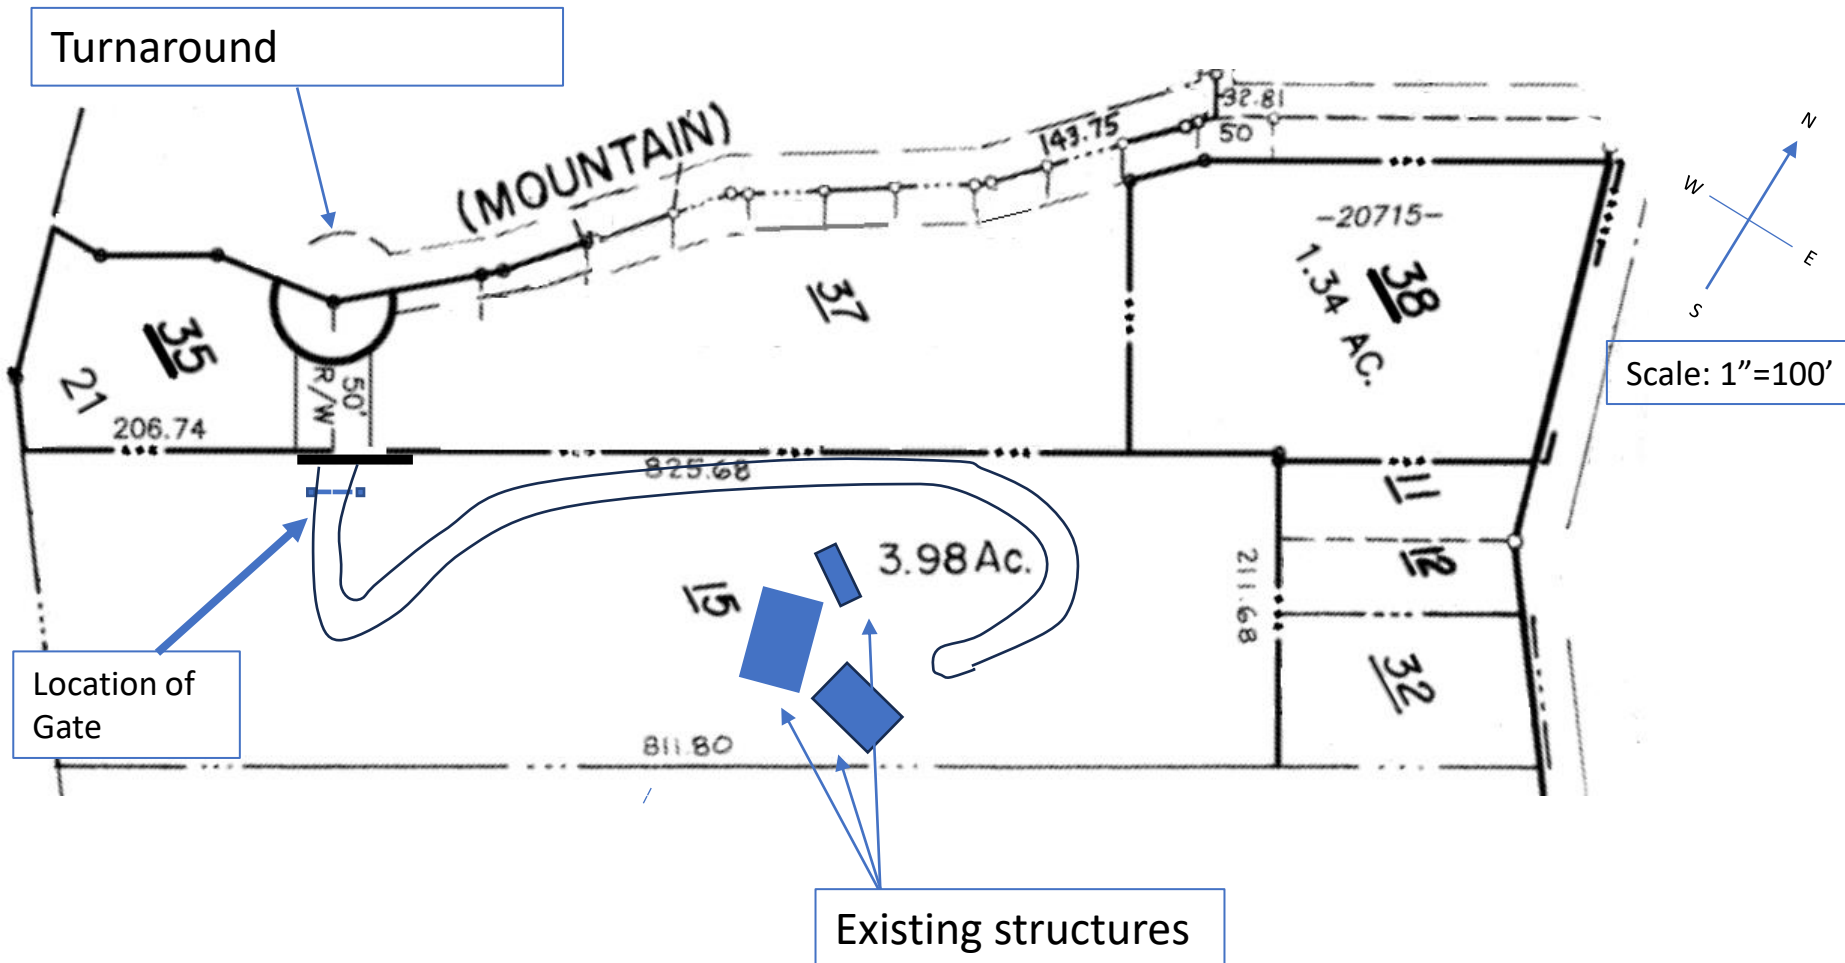 Turnaround
(MOUNTAIN)
143.75
32.81
50
N
W
E
S
-20715-
38
1.34 AC.
37
35
21
50'
R/W
206.74
Scale: 1”=100’
825.68
11
12
3.98 Ac.
15
211.68
32
Location of
Gate
811.80
Existing structures